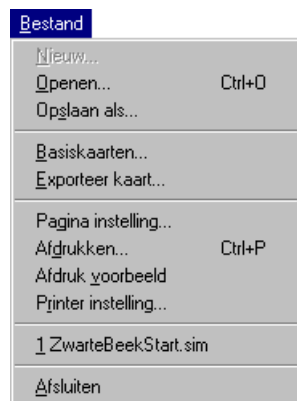 Bestand
Nieuw...
Openen... Ctrl+O
Opslaan als...
Basiskaarten...
Exporteer kaart...
Pagina instelling...
Afdrukken... Ctrl+P
Afdruk voorbeeld
Printer instelling...
1 ZwarteBeekStart.sim
Afsluiten